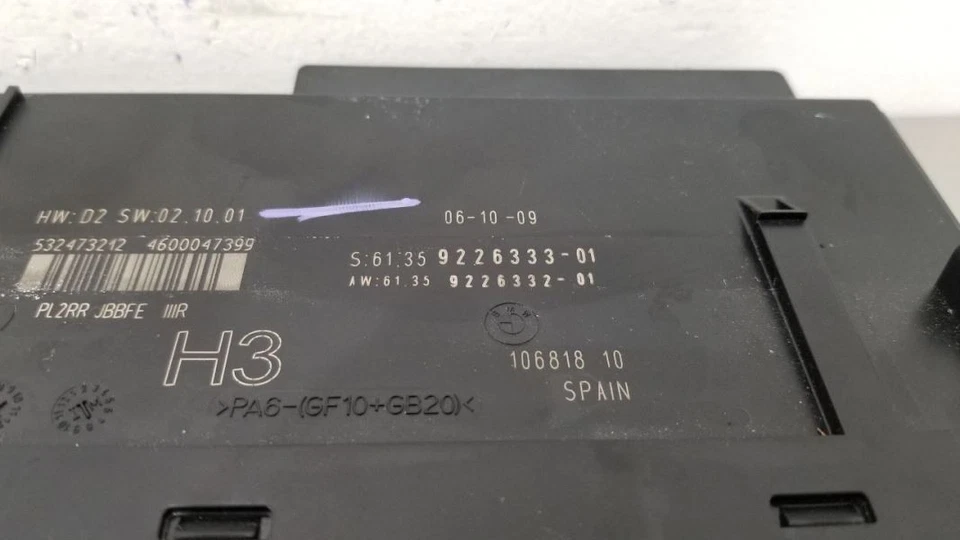 HW:D2 SW:02.10.01
06-10-09
532473212 4600047399
S:61.35 9226333-01
AW:61.35 9226332-01
PL2RR JBBFE IIIR
BMW
H3
106818 10
SPAIN
>PA6-(GF10+GB20)<